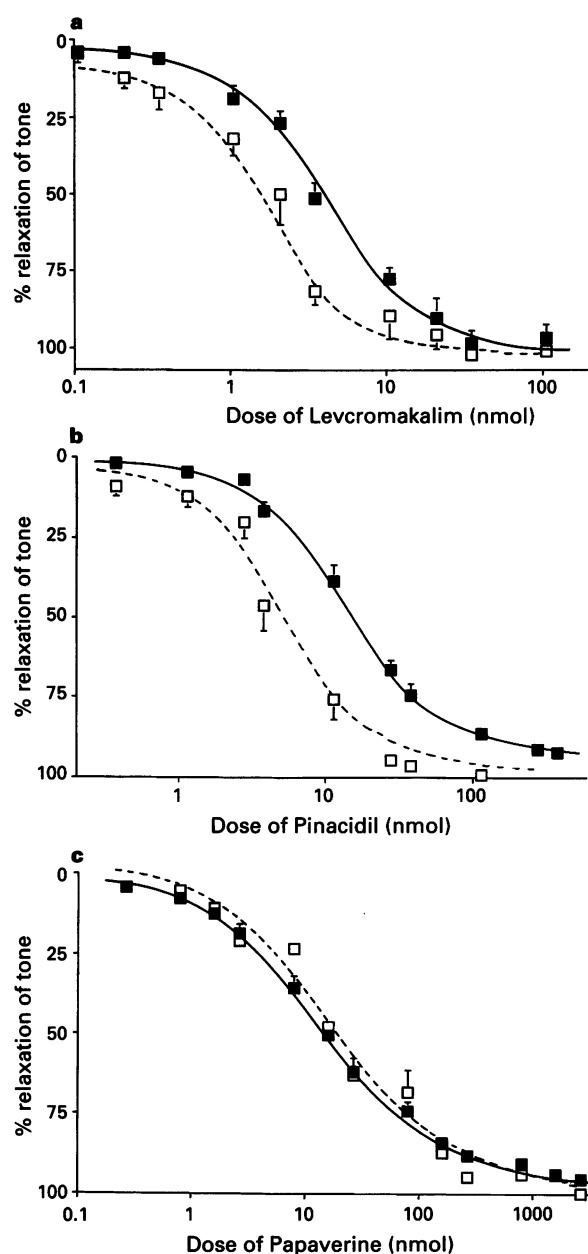 a
% relaxation of tone
0
25
50
75
100
0.1 1 10 100
Dose of Levcromakalim (nmol)
b
% relaxation of tone
0
25
50
75
100
1 10 100
Dose of Pinacidil (nmol)
c
% relaxation of tone
0
25
50
75
100
0.1 1 10 100 1000
Dose of Papaverine (nmol)